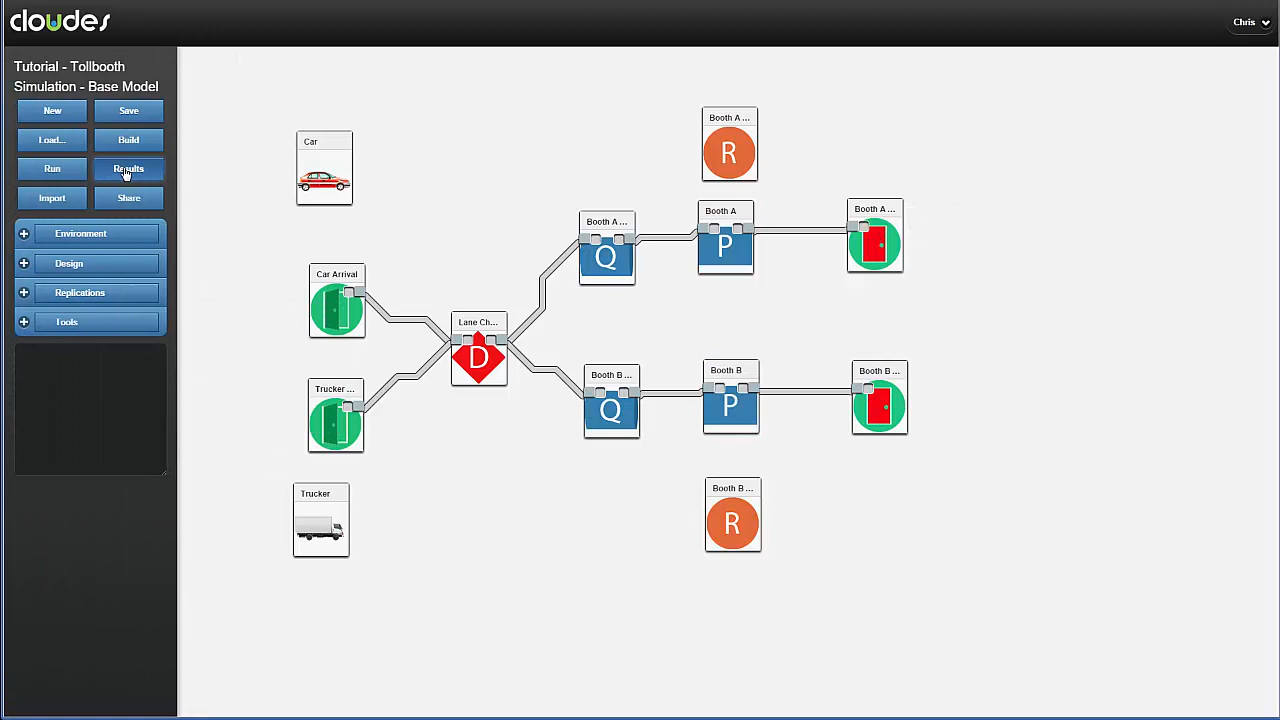 cloudes
Chris
Tutorial - Tollbooth
Simulation - Base Model
New
Save
Load...
Build
Run
Results
Import
Share
Environment
Design
Replications
Tools
Car
Booth A ...
R
Booth A ...
Q
Booth A
P
Booth A ...
Car Arrival
Lane Ch...
D
Trucker ...
Booth B ...
Q
Booth B
P
Booth B ...
Trucker
Booth B ...
R